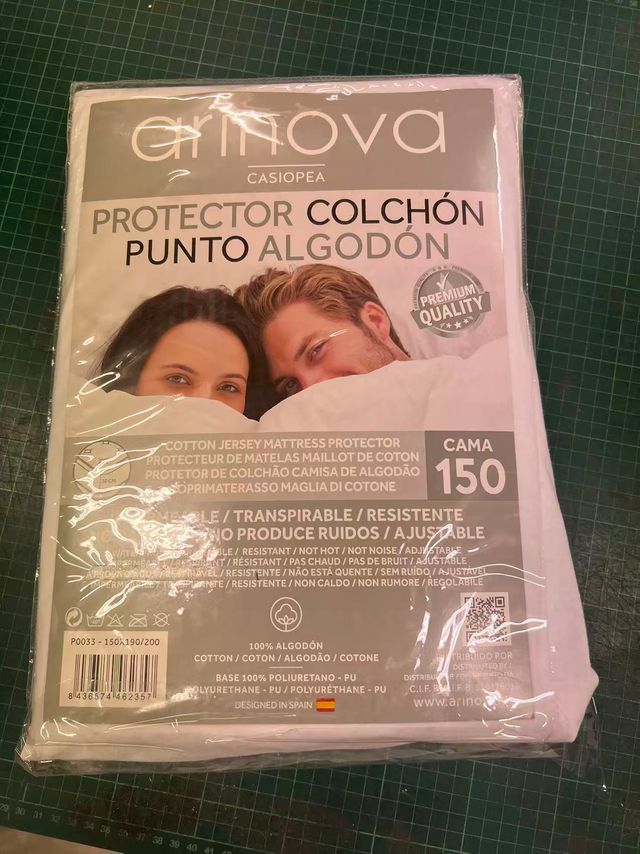 arinova
CASIOPEA
PROTECTOR COLCHÓN
PUNTO ALGODÓN
PREMIUM
QUALITY
COTTON JERSEY MATTRESS PROTECTOR
PROTECTEUR DE MATELAS MAILLOT DE COTON
PROTETOR DE COLCHÃO CAMISA DE ALGODÃO
MAGLIA DI COTONE
CAMA
150
/ TRANSPIRABLE / RESISTENTE
NO PRODUCE RUIDOS / AJUSTABLE
/ RESISTANT / NOT HOT / NOT NOISE / ADJUSTABLE
/ RÉSISTANT / PAS CHAUD / PAS DE BRUIT / AJUSTABLE
/ RESISTENTE / NÃO ESTÁ QUENTE / SEM RUIDO / AJUSTÁVEL
/ RESISTENTE / NON CALDO / NON RUMORE / REGOLABILE
P0033 - 150X190/200
8 436574 462357
100% ALGODÓN
COTTON / COTON / ALGODÃO / COTONE
BASE 100% POLIURETANO - PU
POLYURETHANE - PU / POLYURÉTHANE - PU
DESIGNED IN SPAIN
DISTRIBUIDO POR
DISTRIBUTED BY /
C.I.F.